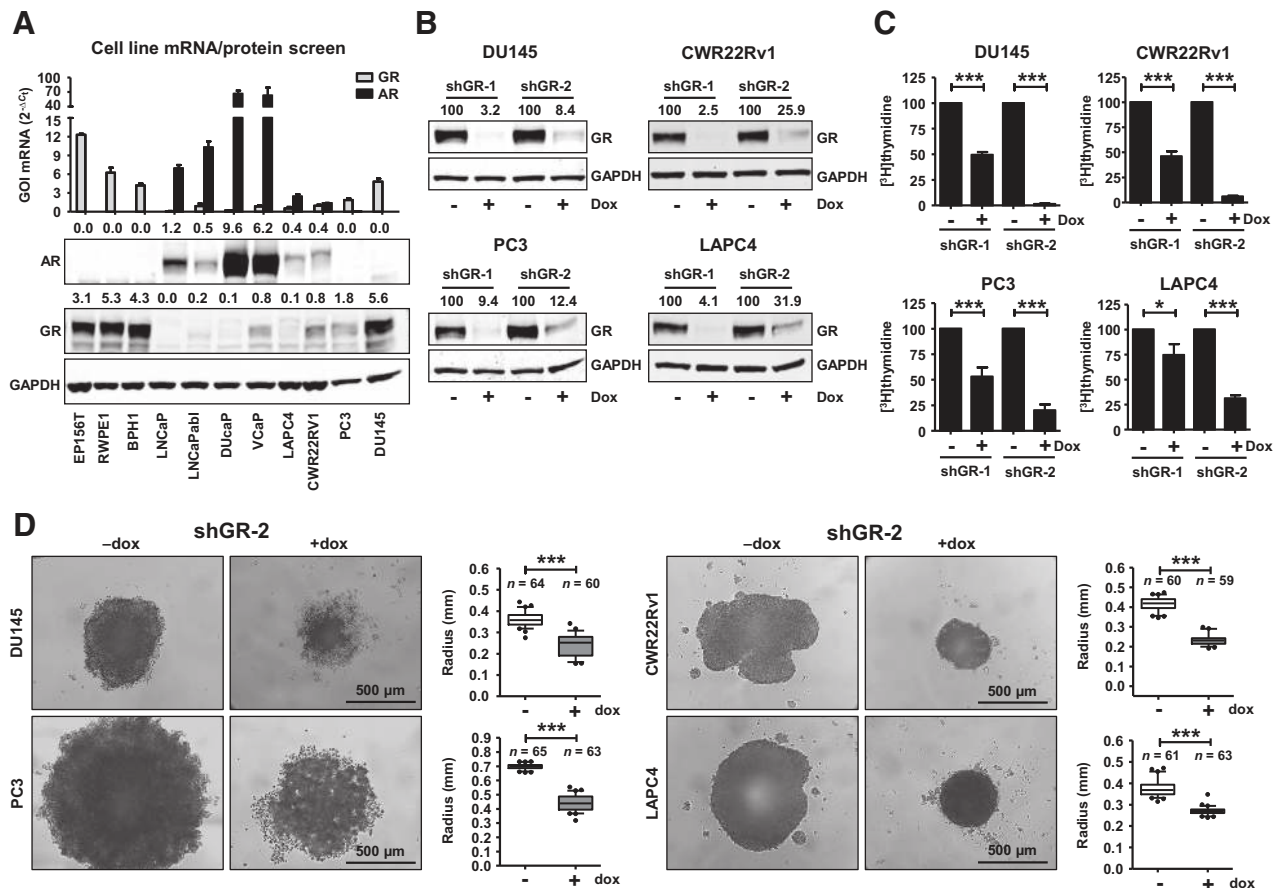 A
Cell line mRNA/protein screen
GOI mRNA (2-ΔCt)
100
70
40
15
12
9
6
3
0
GR
AR
0.0 0.0 0.0 1.2 0.5 9.6 6.2 0.4 0.4 0.0 0.0
AR
3.1 5.3 4.3 0.0 0.2 0.1 0.8 0.1 0.8 1.8 5.6
GR
GAPDH
EP156T RWPE1 BPH1 LNCaP LNCaPabl DUcaP VCaP LAPC4 CWR22RV1 PC3 DU145
B
DU145
shGR-1 shGR-2
100 3.2 100 8.4
GR
GAPDH
- + - + Dox
CWR22Rv1
shGR-1 shGR-2
100 2.5 100 25.9
GR
GAPDH
- + - + Dox
PC3
shGR-1 shGR-2
100 9.4 100 12.4
GR
GAPDH
- + - + Dox
LAPC4
shGR-1 shGR-2
100 4.1 100 31.9
GR
GAPDH
- + - + Dox
C
DU145
[3H]thymidine
125
100
75
50
25
0
*** ***
- + - + Dox
shGR-1 shGR-2
CWR22Rv1
[3H]thymidine
125
100
75
50
25
0
*** ***
- + - + Dox
shGR-1 shGR-2
PC3
[3H]thymidine
125
100
75
50
25
0
*** ***
- + - + Dox
shGR-1 shGR-2
LAPC4
[3H]thymidine
125
100
75
50
25
0
* ***
- + - + Dox
shGR-1 shGR-2
D
shGR-2
–dox +dox
DU145
500 µm
Radius (mm)
0.6
0.5
0.4
0.3
0.2
0.1
0.0
***
n = 64 n = 60
- + dox
PC3
500 µm
Radius (mm)
0.9
0.8
0.7
0.6
0.5
0.4
0.3
0.2
0.1
0.0
***
n = 65 n = 63
- + dox
shGR-2
–dox +dox
CWR22Rv1
500 µm
Radius (mm)
0.6
0.5
0.4
0.3
0.2
0.1
0.0
***
n = 60 n = 59
- + dox
LAPC4
500 µm
Radius (mm)
0.6
0.5
0.4
0.3
0.2
0.1
0.0
***
n = 61 n = 63
- + dox